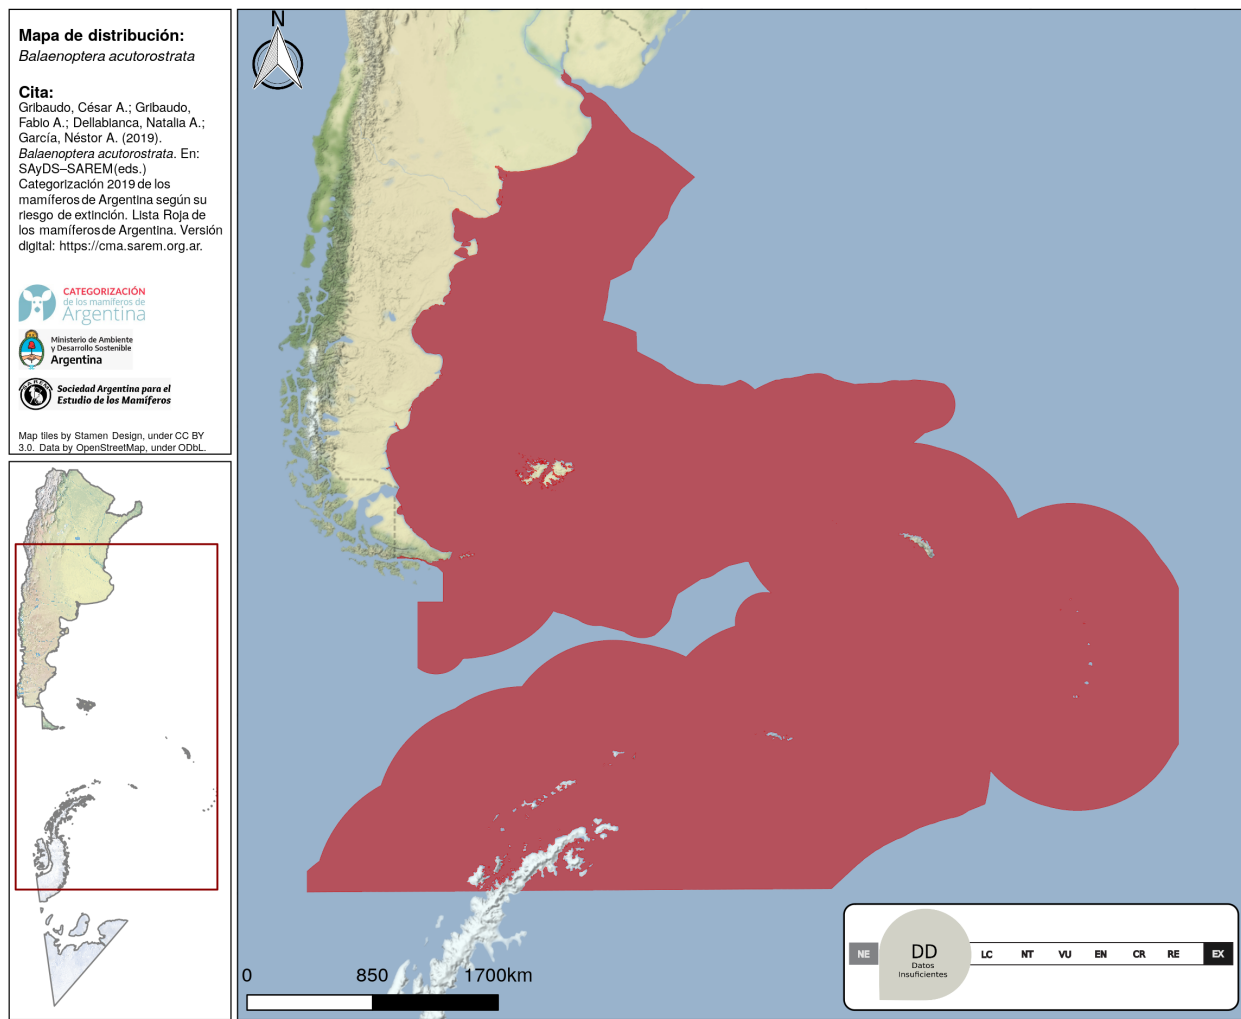 Mapa de distribución:
Balaenoptera acutorostrata
Cita:
Gribaudo, César A.; Gribaudo,
Fabio A.; Dellabianca, Natalia A.;
García, Néstor A. (2019).
Balaenoptera acutorostrata. En:
SAyDS–SAREM(eds.)
Categorización 2019 de los
mamíferos de Argentina según su
riesgo de extinción. Lista Roja de
los mamíferos de Argentina. Versión
digital: https://cma.sarem.org.ar.
CATEGORIZACIÓN
de los mamíferos de
Argentina
Ministerio de Ambiente
y Desarrollo Sostenible
Argentina
SAREM
Sociedad Argentina para el
Estudio de los Mamíferos
Map tiles by Stamen Design, under CC BY
3.0. Data by OpenStreetMap, under ODbL.
N
0 850 1700km
NE DD LC NT VU EN CR RE EX
Datos
Insuficientes